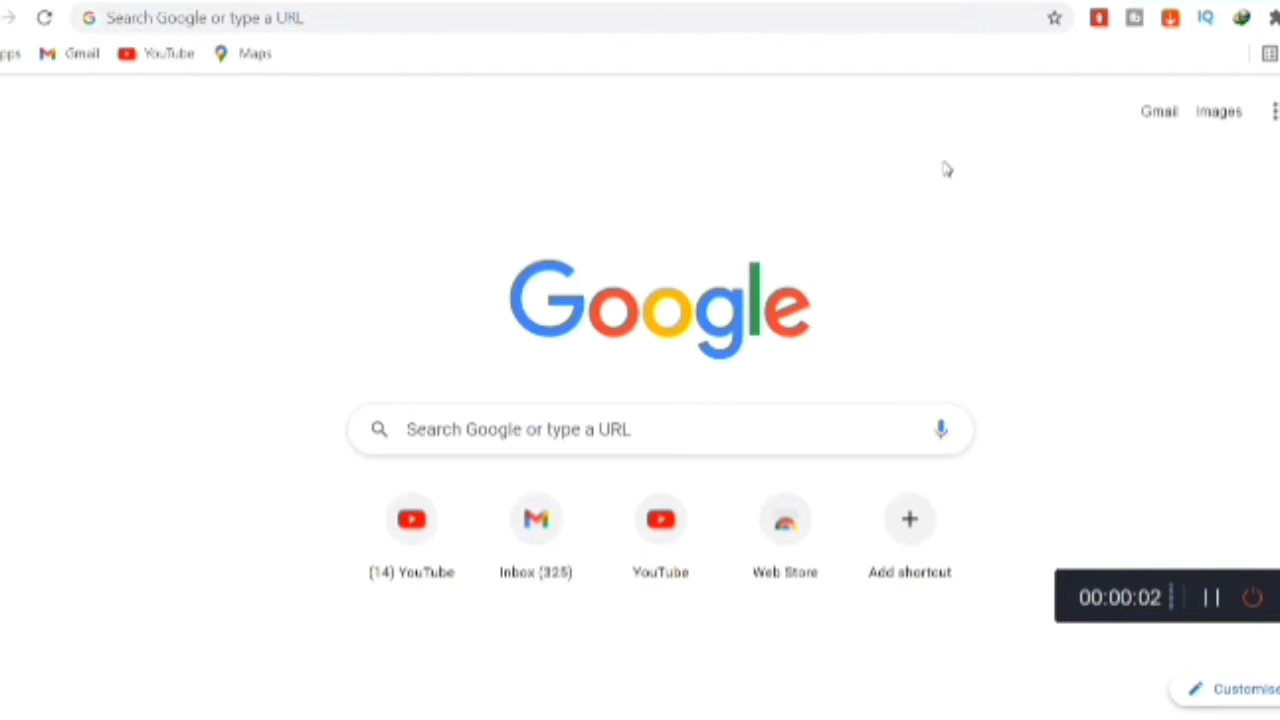 Search Google or type a URL
pps Gmail YouTube Maps
Gmail Images
Google
Search Google or type a URL
(14) YouTube Inbox (325) YouTube Web Store Add shortcut
00:00:02
Customise